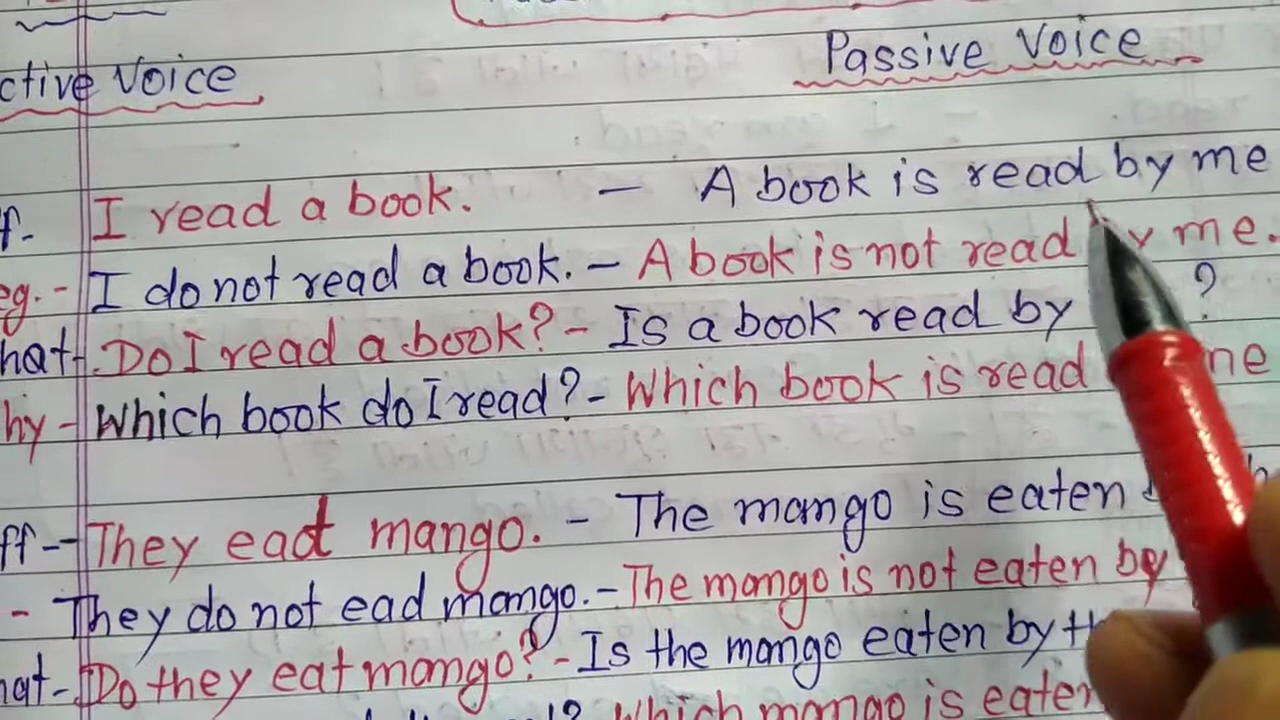 ctive Voice Passive Voice
f. I read a book. - A book is read by me
eg. - I do not read a book. - A book is not read by me.
hat - Do I read a book? - Is a book read by ?
hy - Which book do I read? - Which book is read me
ff - They ead mango. - The mango is eaten
- They do not ead mango. - The mango is not eaten by
hat - Do they eat mango? - Is the mango eaten by th
Which mango is eaten